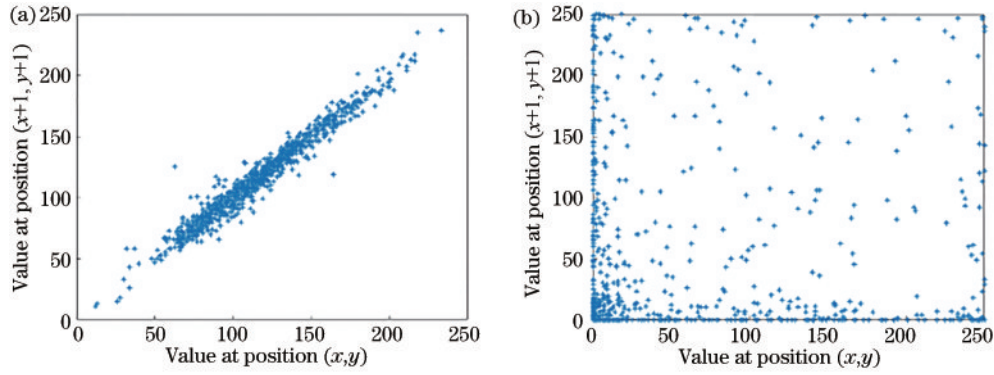 (a)
250
200
150
100
50
0
Value at position (x+1, y+1)
50 100 150 200 250
Value at position (x,y)
(b)
250
200
150
100
50
0
Value at position (x+1, y+1)
0 50 100 150 200 250
Value at position (x,y)